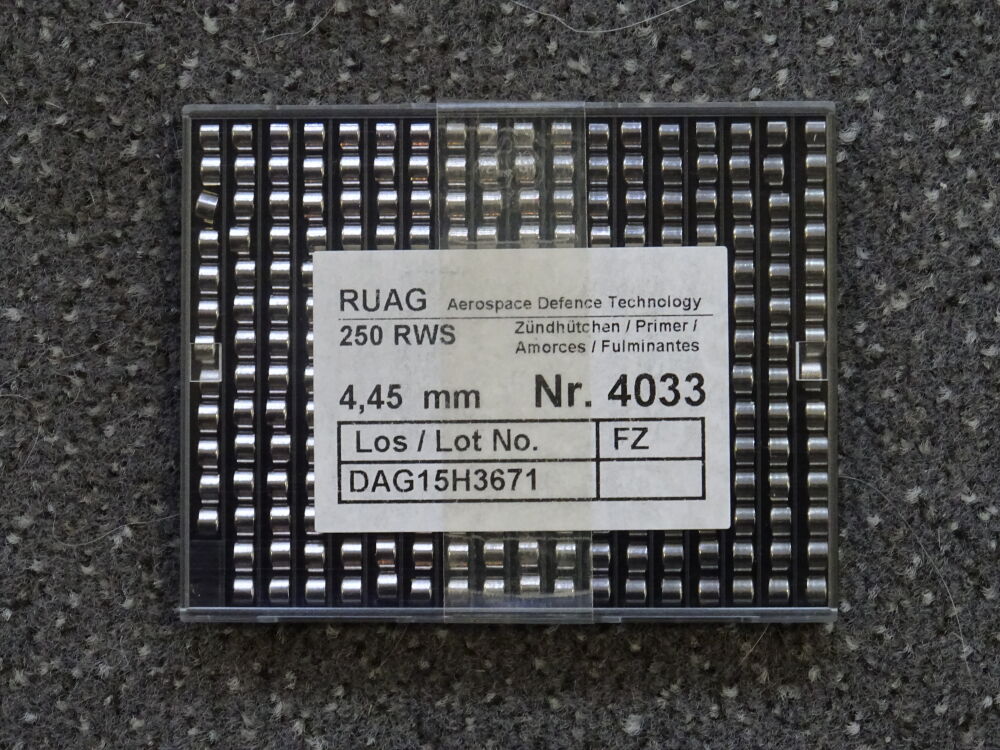 RUAG Aerospace Defence Technology
250 RWS Zündhütchen / Primer /
Amorces / Fulminantes
4,45 mm Nr. 4033
Los / Lot No. FZ
DAG15H3671